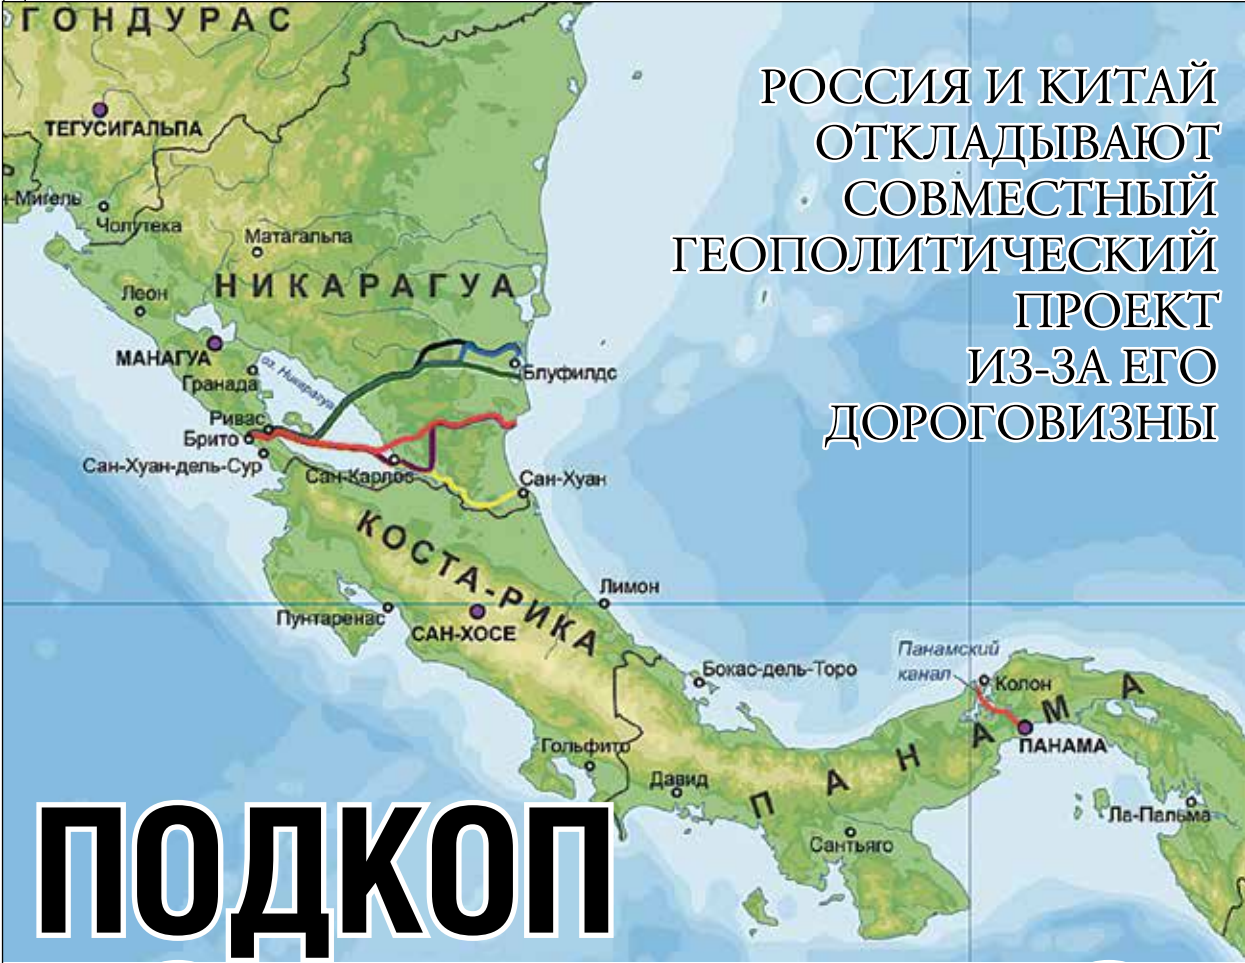 ГОНДУРАС
РОССИЯ И КИТАЙ
ОТКЛАДЫВАЮТ
СОВМЕСТНЫЙ
ГЕОПОЛИТИЧЕСКИЙ
ПРОЕКТ
ИЗ-ЗА ЕГО
ДОРОГОВИЗНЫ
ТЕГУСИГАЛЬПА
н-Мигель
Чолутека
Матагальпа
НИКАРАГУА
Леон
МАНАГУА
Гранада
оз. Никарагуа
Блуфилдс
Ривас
Брито
Сан-Хуан-дель-Сур
Сан-Карлос
Сан-Хуан
КОСТА-РИКА
Лимон
Пунтаренас
САН-ХОСЕ
Бокас-дель-Торо
Панамский
канал
Колон
ПАНАМА
ПАНАМА
Гольфито
Давид
Ла-Пальма
Сантьяго
ПОДКОП